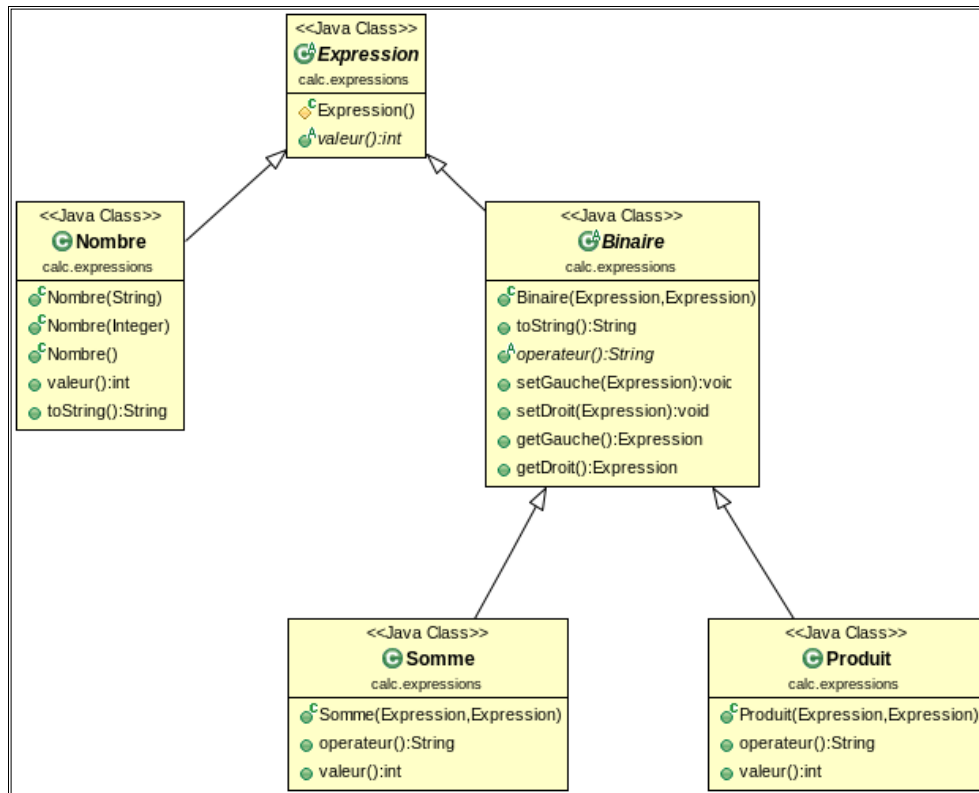 <<Java Class>>
Expression
calc.expressions
Expression()
valeur():int
<<Java Class>>
Nombre
calc.expressions
Nombre(String)
Nombre(Integer)
Nombre()
valeur():int
toString():String
<<Java Class>>
Binaire
calc.expressions
Binaire(Expression,Expression)
toString():String
operateur():String
setGauche(Expression):void
setDroit(Expression):void
getGauche():Expression
getDroit():Expression
<<Java Class>>
Somme
calc.expressions
Somme(Expression,Expression)
operateur():String
valeur():int
<<Java Class>>
Produit
calc.expressions
Produit(Expression,Expression)
operateur():String
valeur():int